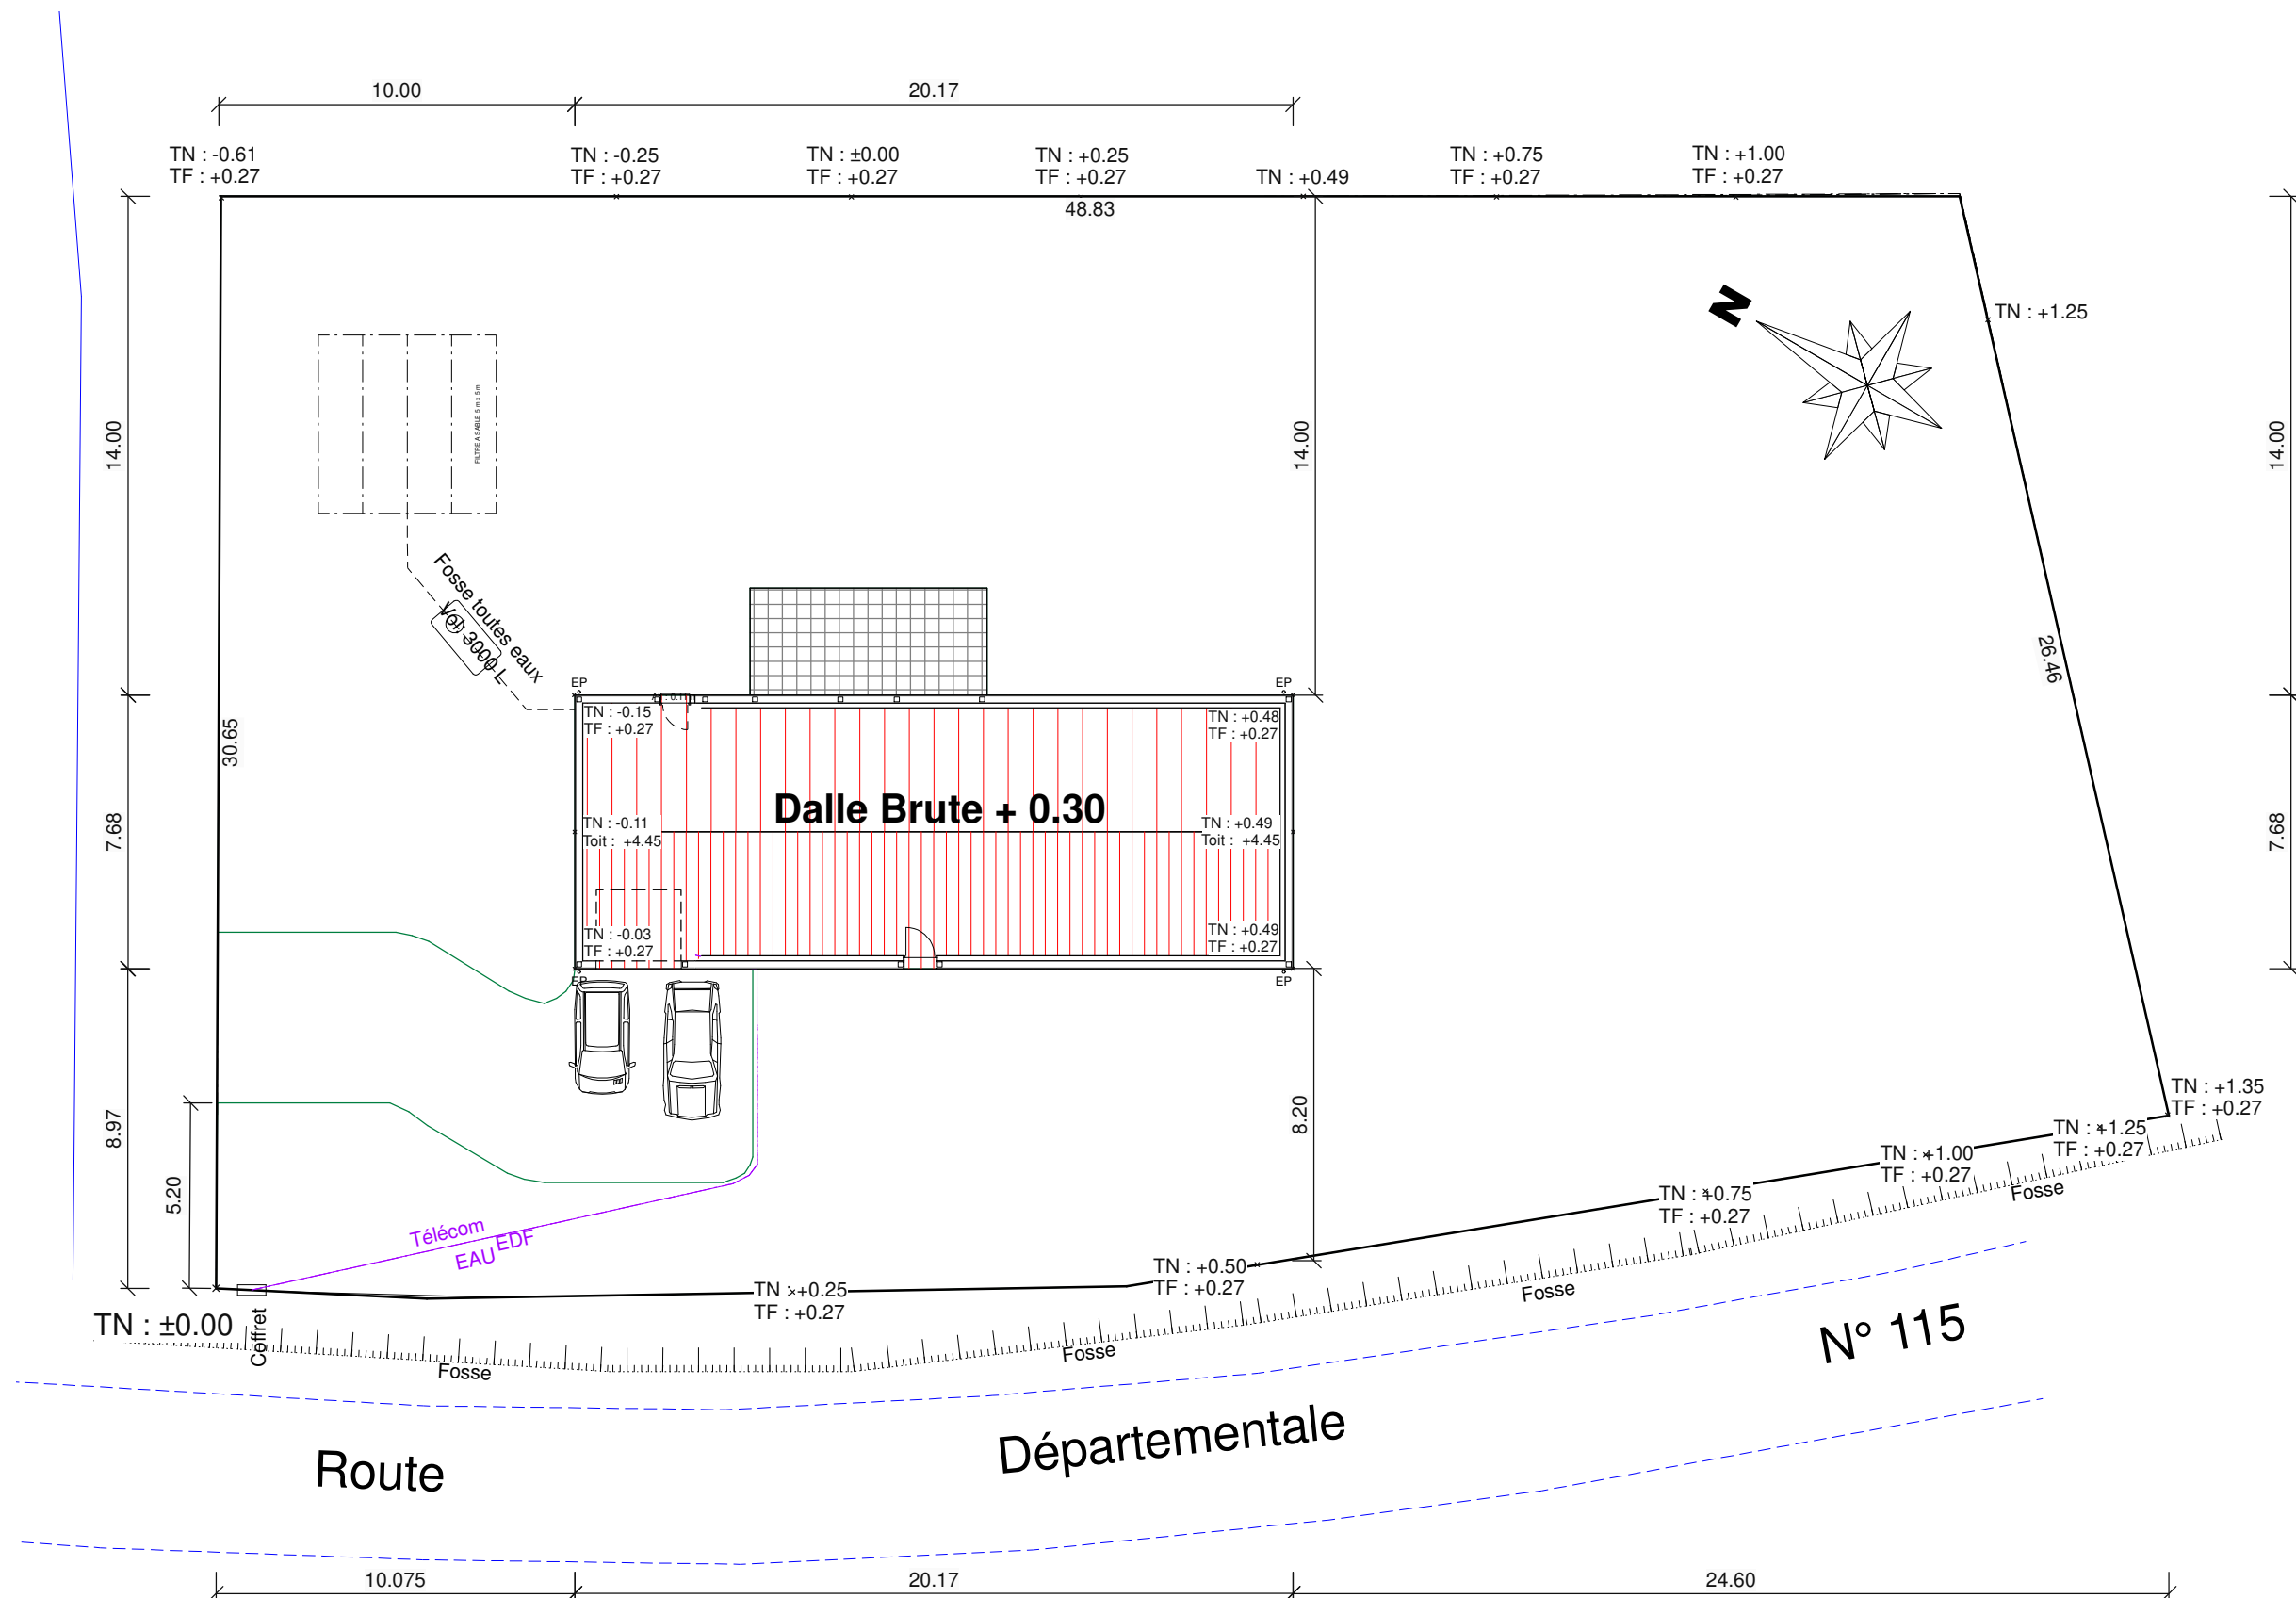 10.00
20.17
TN : -0.61
TF : +0.27
TN : -0.25
TF : +0.27
TN : ±0.00
TF : +0.27
TN : +0.25
TF : +0.27
TN : +0.49
TN : +0.75
TF : +0.27
TN : +1.00
TF : +0.27
48.83
N
TN : +1.25
14.00
14.00
14.00
FILTRE A SABLE 5 m x 5 m
Fosse toutes eaux
Vol: 3000 L
26.46
30.65
EP
EP
TN : -0.15
TF : +0.27
TN : +0.48
TF : +0.27
Dalle Brute + 0.30
7.68
7.68
TN : -0.11
Toit : +4.45
TN : +0.49
Toit : +4.45
TN : -0.03
TF : +0.27
TN : +0.49
TF : +0.27
EP
EP
8.97
8.20
5.20
TN : +1.35
TF : +0.27
TN : +1.25
TF : +0.27
TN : +1.00
TF : +0.27
TN : +0.75
TF : +0.27
TN : +0.50
TF : +0.27
TN : +0.25
TF : +0.27
Télécom
EAU
EDF
TN : ±0.00
Coffret
Fosse
Fosse
Fosse
Fosse
Route
Départementale
N° 115
10.075
20.17
24.60